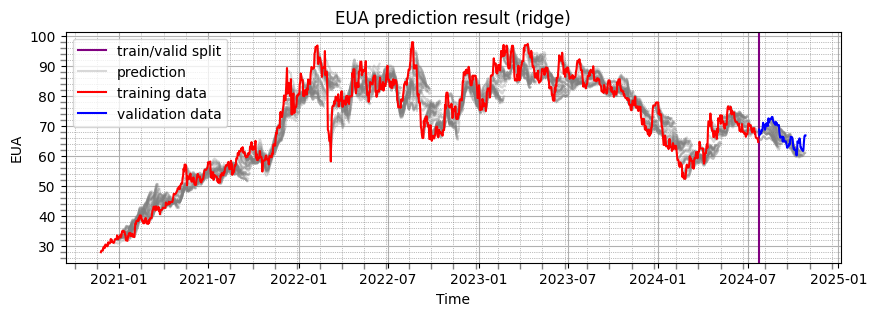 EUA prediction result (ridge)
100
90
80
70
60
50
40
30
EUA
train/valid split
prediction
training data
validation data
2021-01 2021-07 2022-01 2022-07 2023-01 2023-07 2024-01 2024-07 2025-01
Time